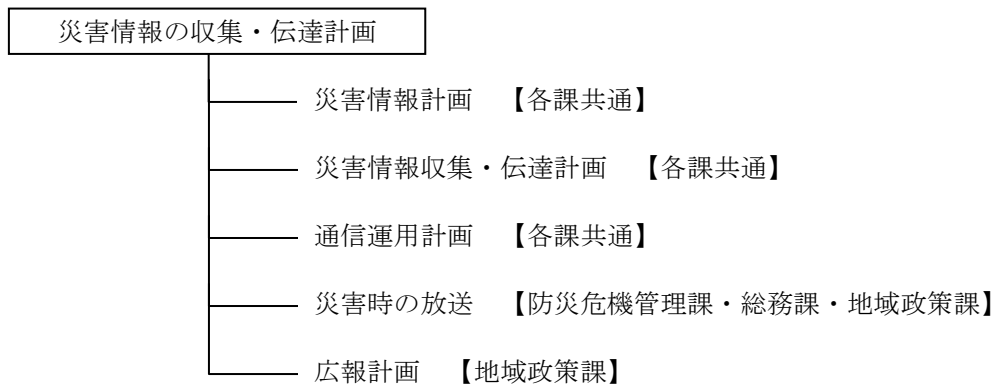 災害情報の収集・伝達計画
災害情報計画　【各課共通】
災害情報収集・伝達計画　【各課共通】
通信運用計画　【各課共通】
災害時の放送　【防災危機管理課・総務課・地域政策課】
広報計画　【地域政策課】